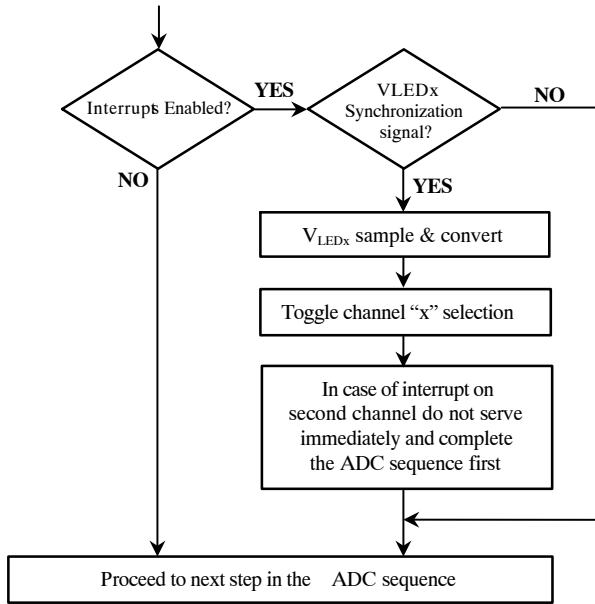 Interrupts Enabled?
YES
VLEDx
Synchronization
signal?
NO
NO
YES
VLEDx sample & convert
Toggle channel “x” selection
In case of interrupt on
second channel do not serve
immediately and complete
the ADC sequence first
Proceed to next step in the ADC sequence